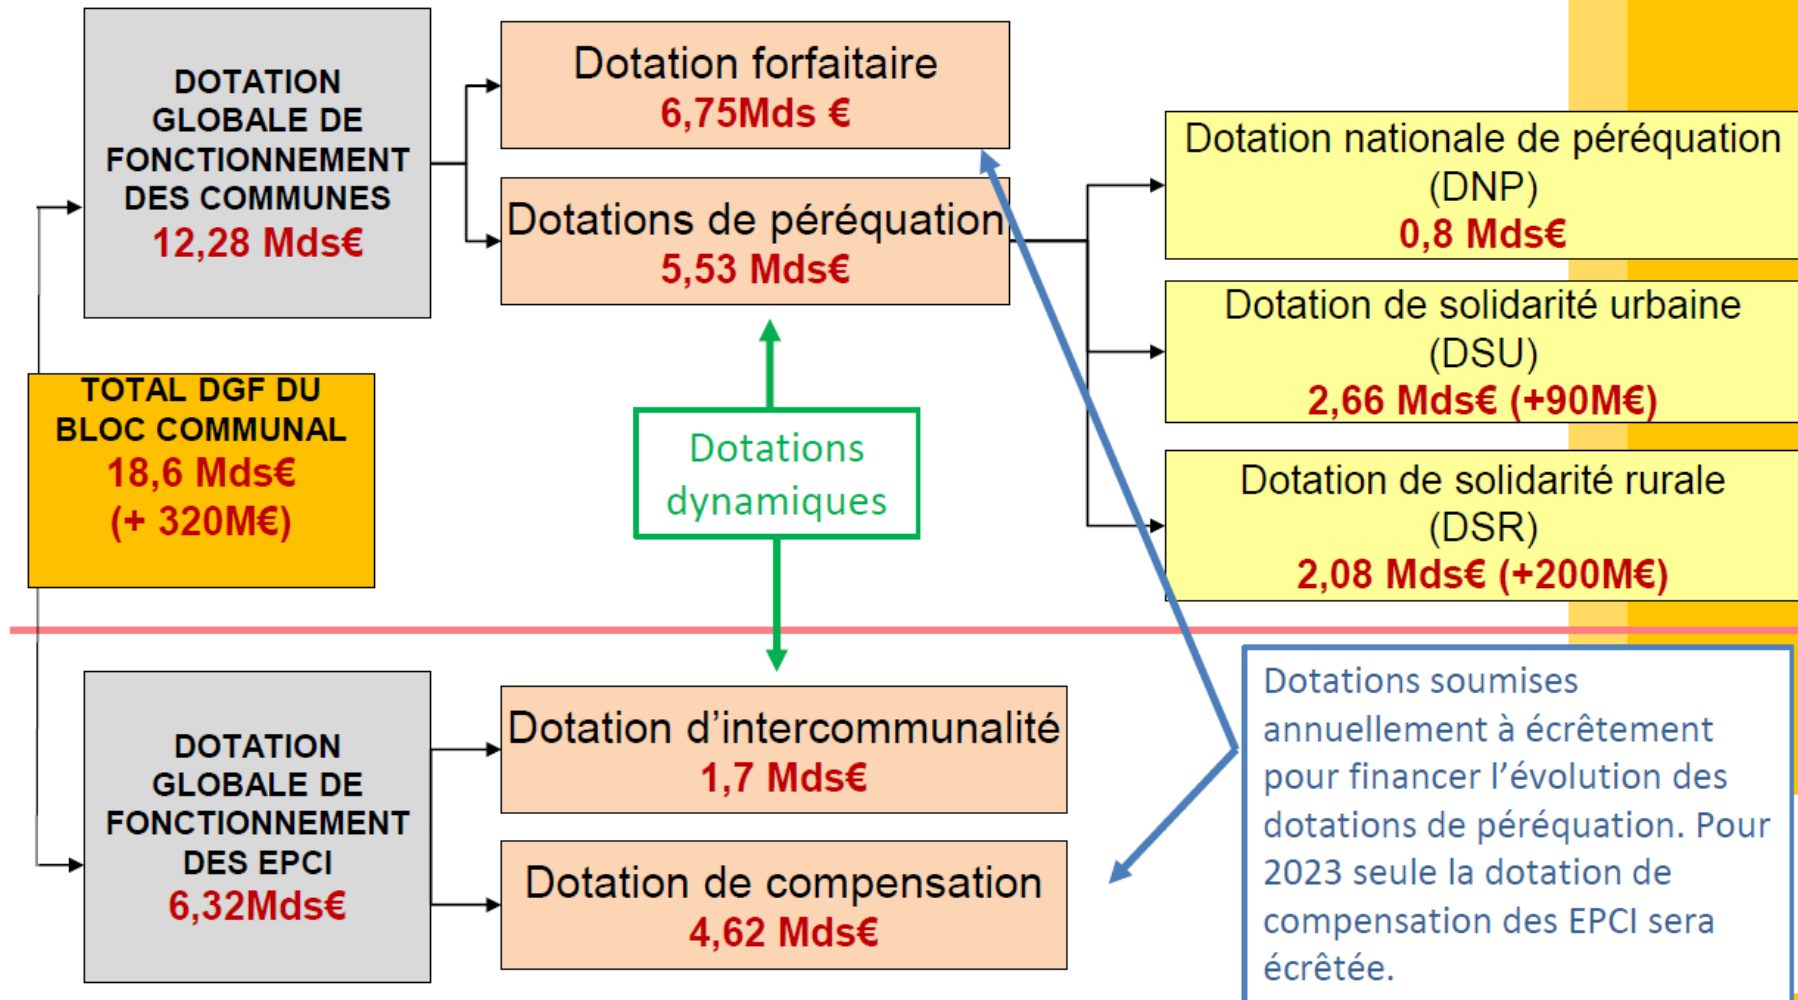 DOTATION
GLOBALE DE
FONCTIONNEMENT
DES COMMUNES
12,28 Mds€
Dotation forfaitaire
6,75Mds €
Dotations de péréquation
5,53 Mds€
Dotation nationale de péréquation
(DNP)
0,8 Mds€
Dotation de solidarité urbaine
(DSU)
2,66 Mds€ (+90M€)
Dotation de solidarité rurale
(DSR)
2,08 Mds€ (+200M€)
TOTAL DGF DU
BLOC COMMUNAL
18,6 Mds€
(+ 320M€)
Dotations
dynamiques
DOTATION
GLOBALE DE
FONCTIONNEMENT
DES EPCI
6,32Mds€
Dotation d’intercommunalité
1,7 Mds€
Dotation de compensation
4,62 Mds€
Dotations soumises
annuellement à écrêtement
pour financer l’évolution des
dotations de péréquation. Pour
2023 seule la dotation de
compensation des EPCI sera
écrêtée.